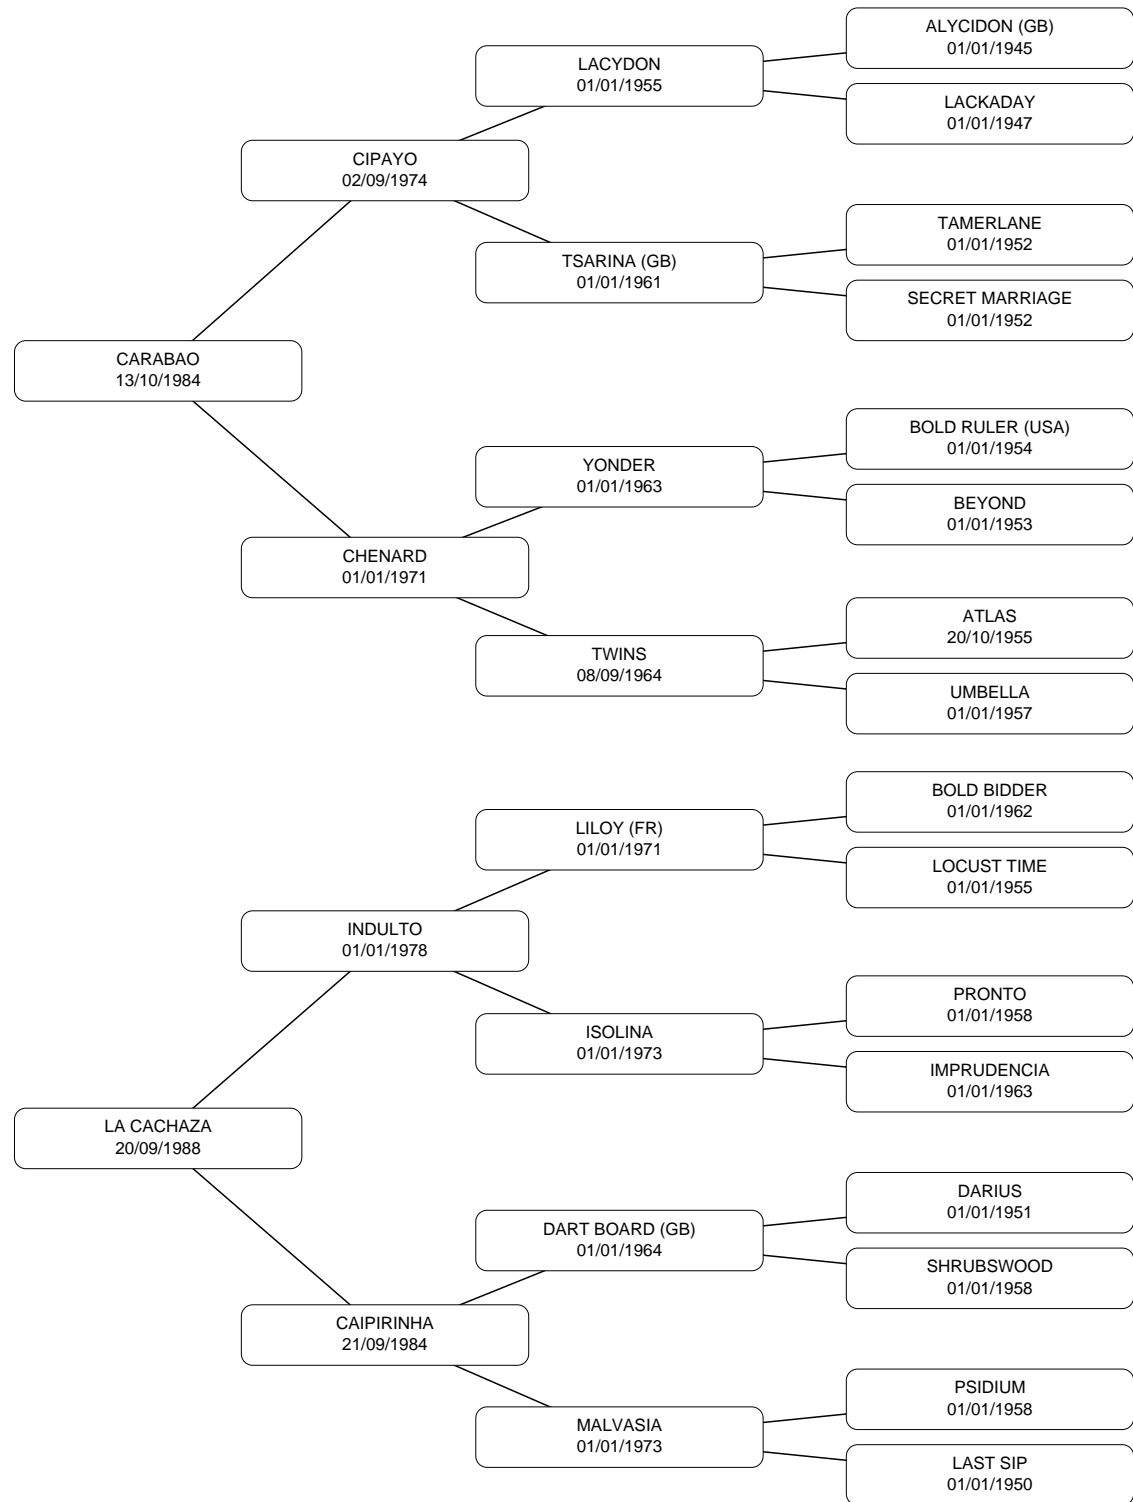 ALYCIDON (GB)
01/01/1945
LACYDON
01/01/1955
LACKADAY
01/01/1947
CIPAYO
02/09/1974
TAMERLANE
01/01/1952
TSARINA (GB)
01/01/1961
SECRET MARRIAGE
01/01/1952
CARABAO
13/10/1984
BOLD RULER (USA)
01/01/1954
YONDER
01/01/1963
BEYOND
01/01/1953
CHENARD
01/01/1971
ATLAS
20/10/1955
TWINS
08/09/1964
UMBELLA
01/01/1957
BOLD BIDDER
01/01/1962
LILOY (FR)
01/01/1971
LOCUST TIME
01/01/1955
INDULTO
01/01/1978
PRONTO
01/01/1958
ISOLINA
01/01/1973
IMPRUDENCIA
01/01/1963
LA CACHAZA
20/09/1988
DARIUS
01/01/1951
DART BOARD (GB)
01/01/1964
SHRUBSWOOD
01/01/1958
CAIPIRINHA
21/09/1984
PSIDIUM
01/01/1958
MALVASIA
01/01/1973
LAST SIP
01/01/1950